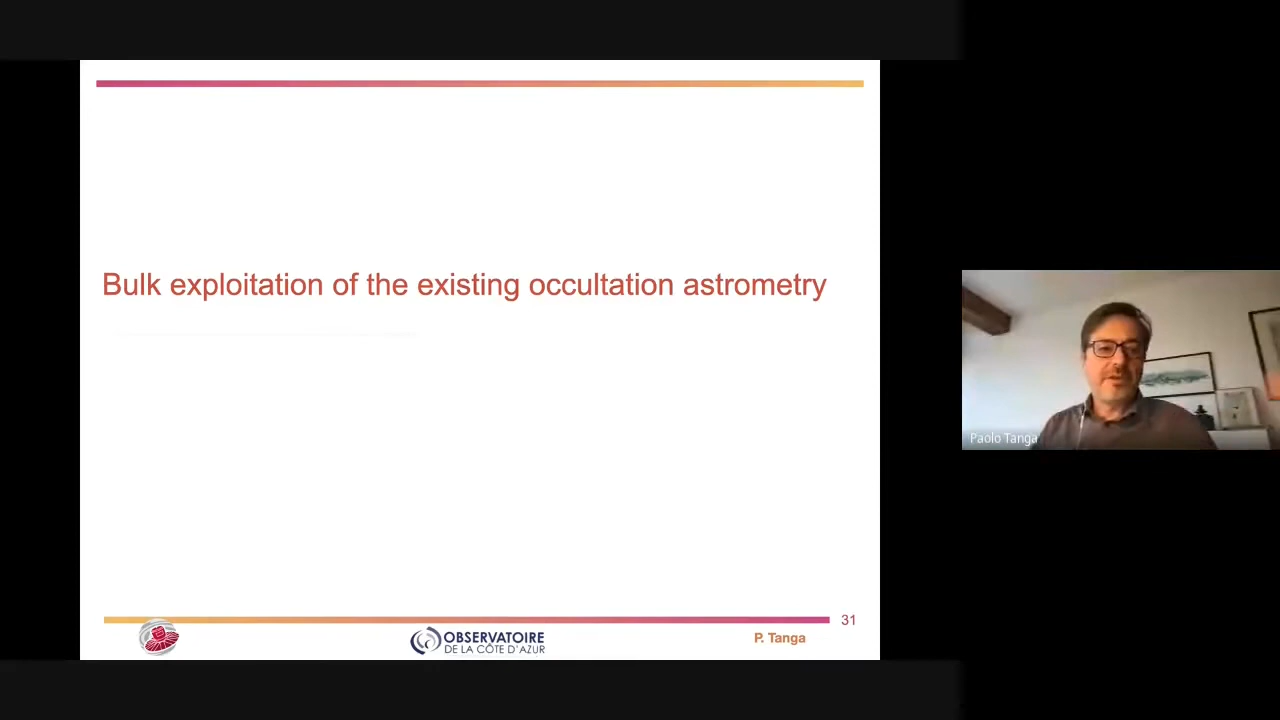 Bulk exploitation of the existing occultation astrometry
Paolo Tanga
31
OBSERVATOIRE
DE LA CÔTE D'AZUR
P. Tanga